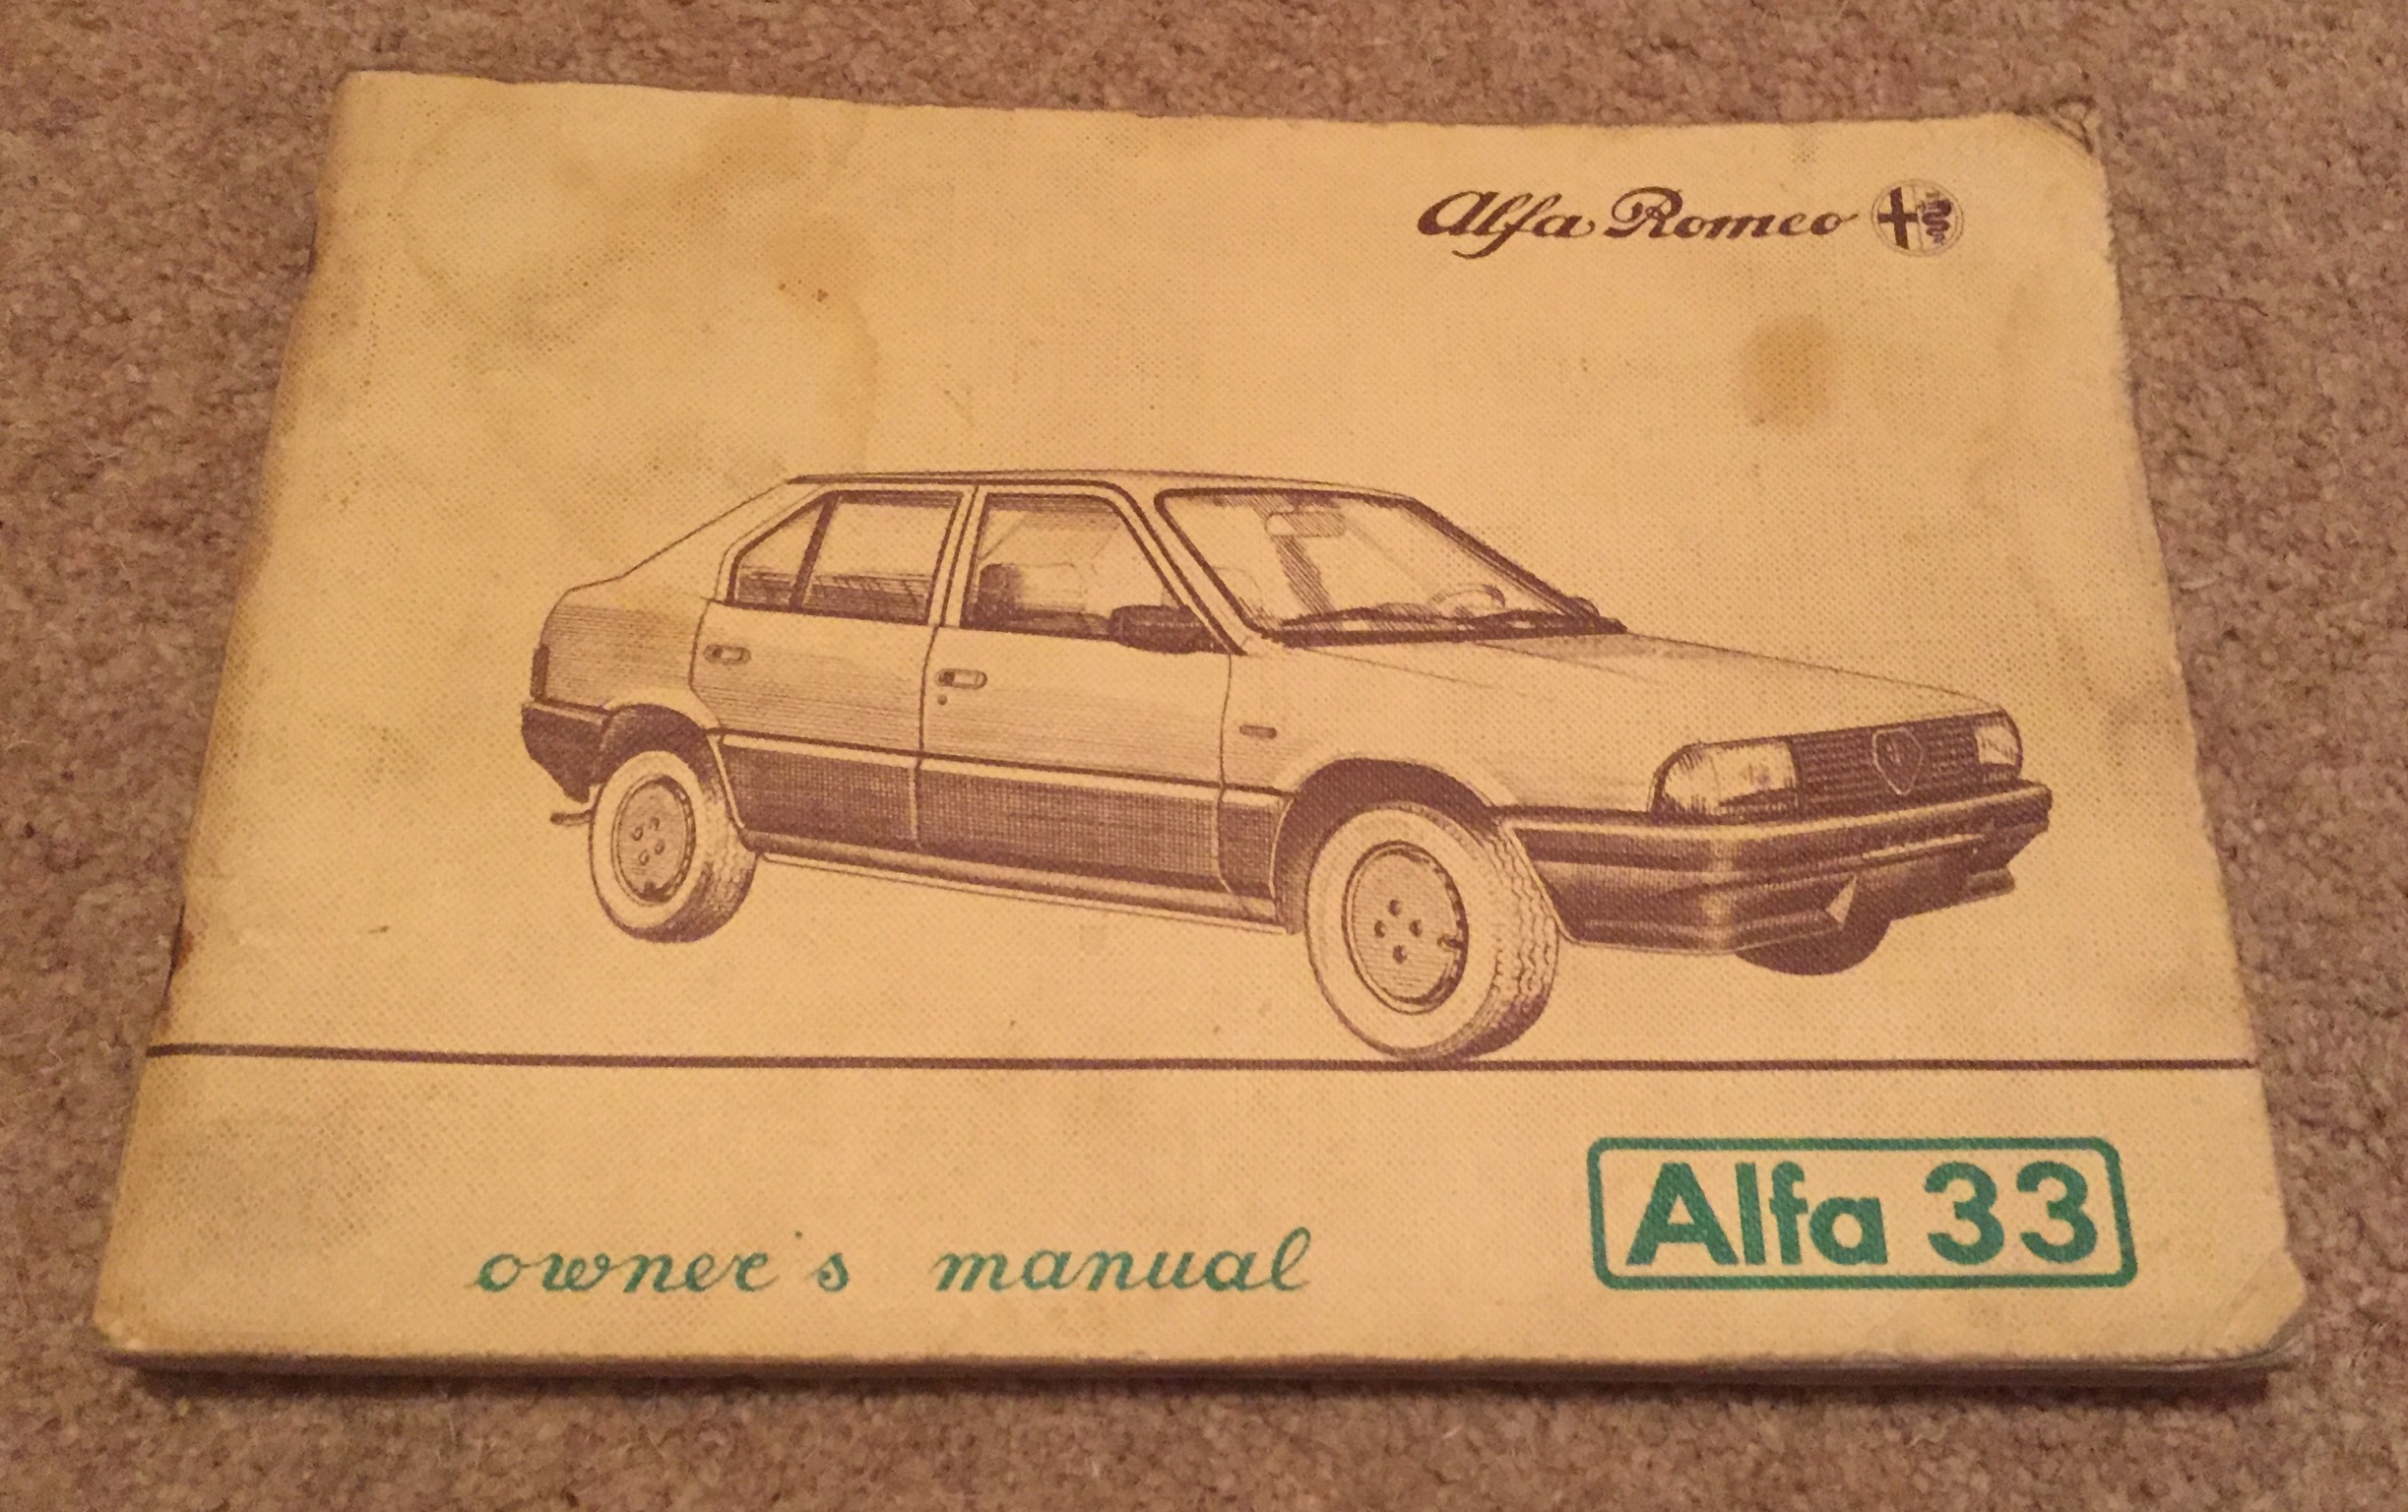 Alfa Romeo
owner's manual
Alfa 33